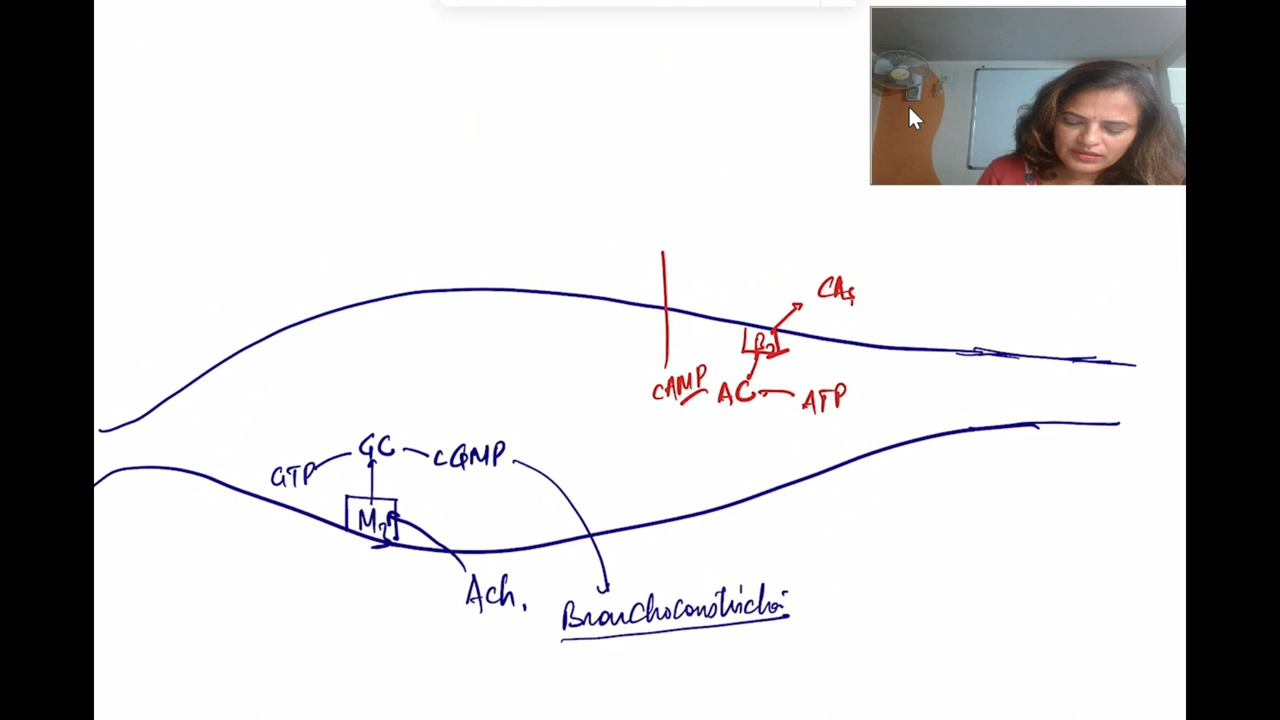 CAs
β2
cAMP AC ATP
GTP GC cGMP
M2
Ach.
Bronchoconstriction